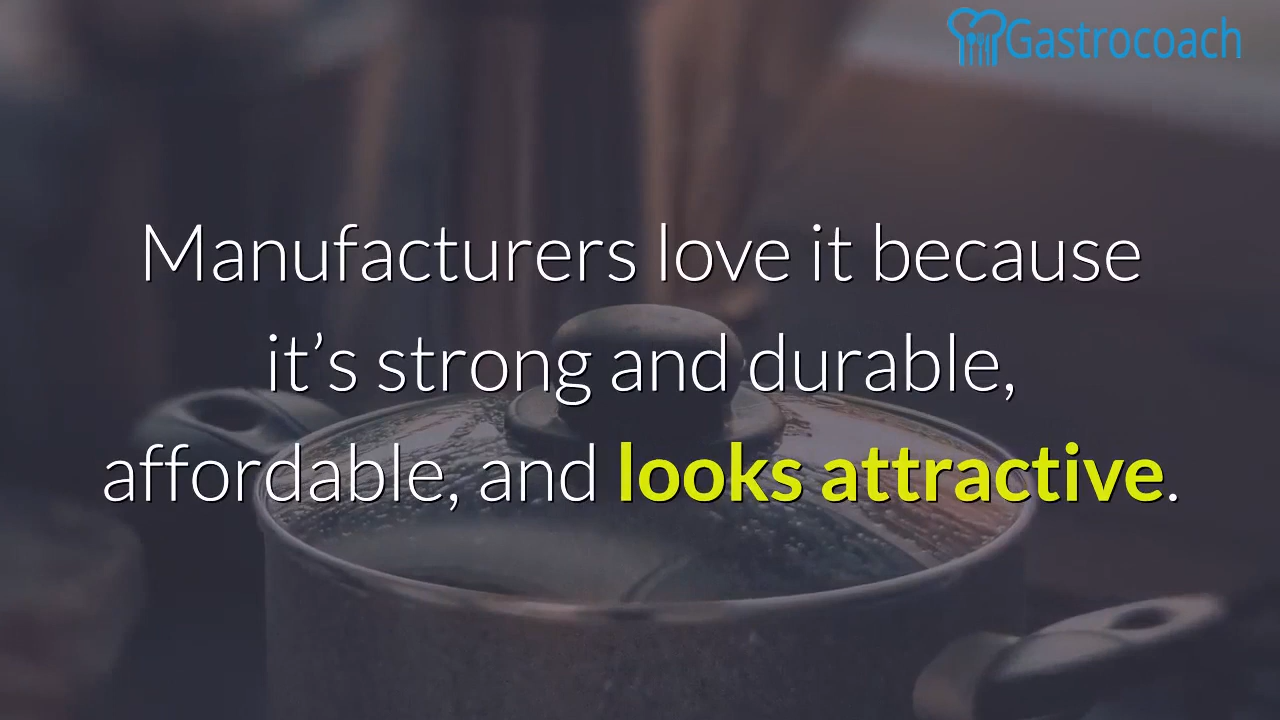 Gastrocoach
Manufacturers love it because
it’s strong and durable,
affordable, and looks attractive.